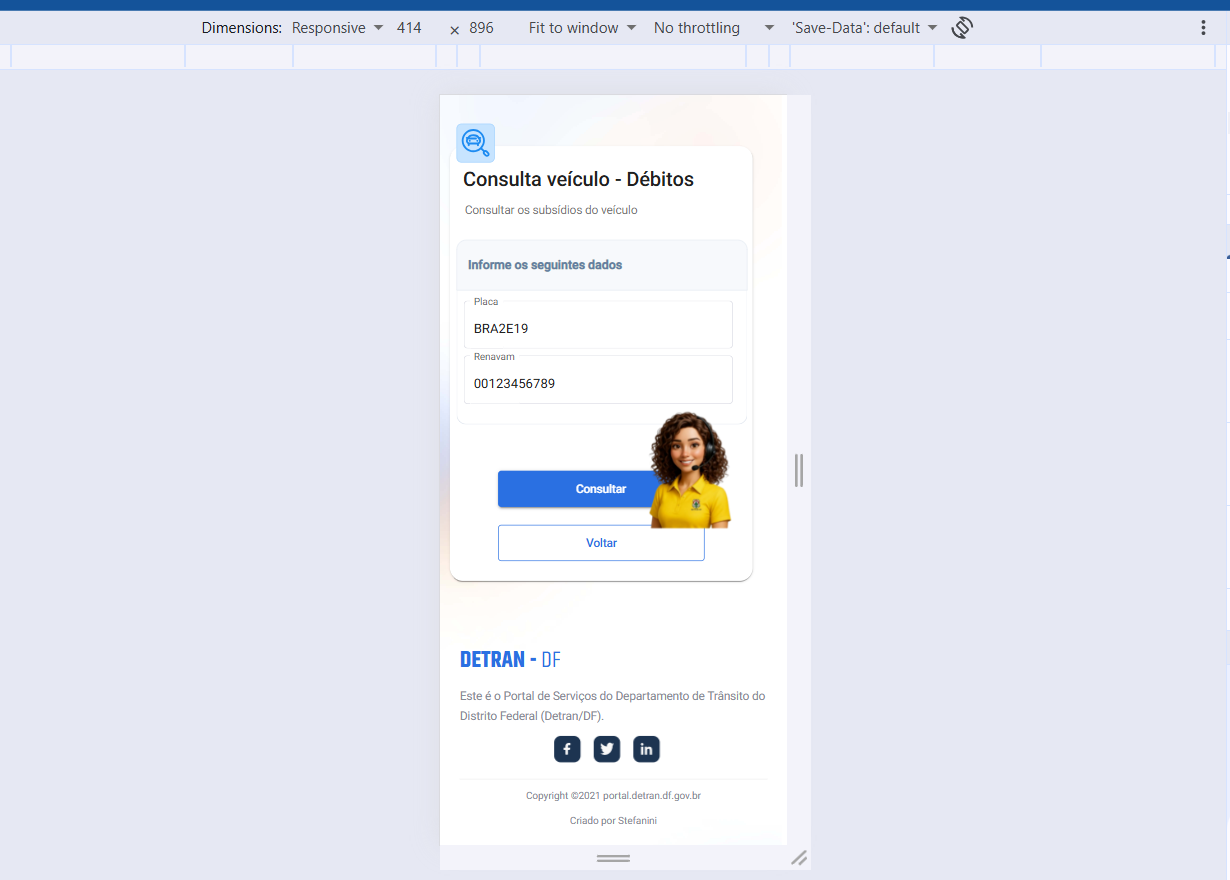 Dimensions: Responsive 414 × 896 Fit to window No throttling 'Save-Data': default
Consulta veículo - Débitos
Consultar os subsídios do veículo
Informe os seguintes dados
Placa
BRA2E19
Renavam
00123456789
Consultar
Voltar
DETRAN - DF
Este é o Portal de Serviços do Departamento de Trânsito do
Distrito Federal (Detran/DF).
Copyright ©2021 portal.detran.df.gov.br
Criado por Stefanini